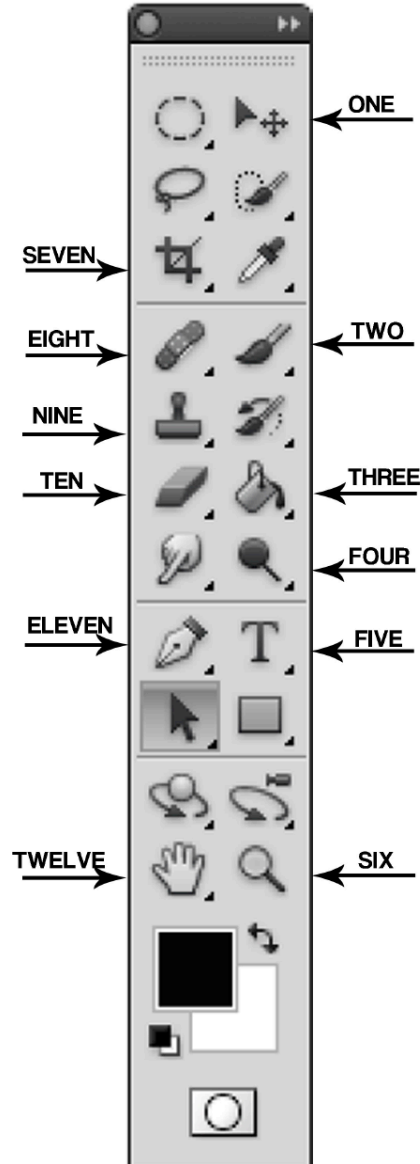 ONE
SEVEN
TWO
EIGHT
NINE
TEN
THREE
FOUR
ELEVEN
FIVE
TWELVE
SIX